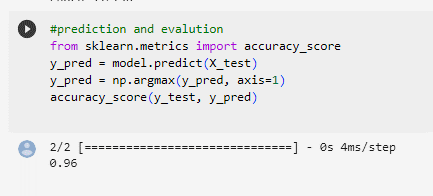 #prediction and evalution
from sklearn.metrics import accuracy_score
y_pred = model.predict(X_test)
y_pred = np.argmax(y_pred, axis=1)
accuracy_score(y_test, y_pred)
2/2 [==============================] - 0s 4ms/step
0.96